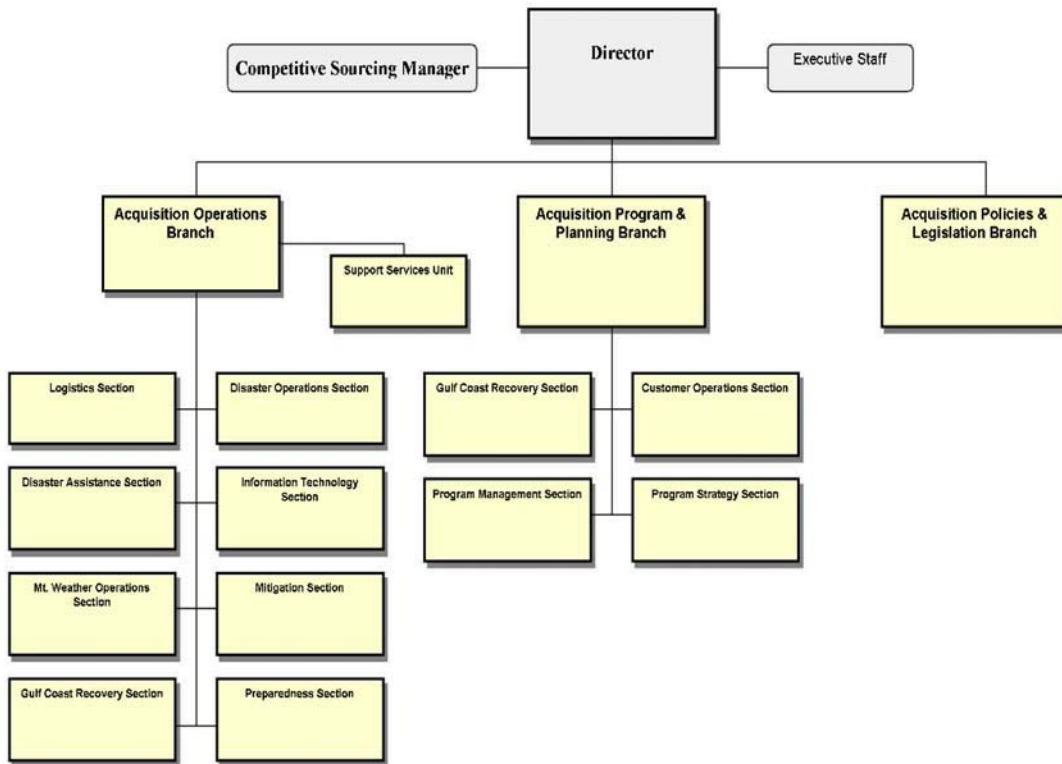 Competitive Sourcing Manager
Director
Executive Staff
Acquisition Operations
Branch
Support Services Unit
Acquisition Program &
Planning Branch
Acquisition Policies &
Legislation Branch
Logistics Section
Disaster Operations Section
Disaster Assistance Section
Information Technology
Section
Mt. Weather Operations
Section
Mitigation Section
Gulf Coast Recovery Section
Preparedness Section
Gulf Coast Recovery Section
Customer Operations Section
Program Management Section
Program Strategy Section